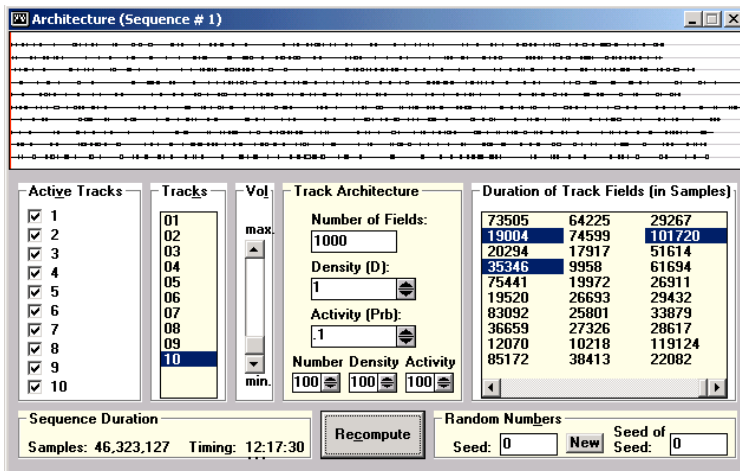 Architecture (Sequence # 1)
Active Tracks
1
2
3
4
5
6
7
8
9
10
Tracks
01
02
03
04
05
06
07
08
09
10
Vol
max.
min.
Track Architecture
Number of Fields:
1000
Density (D):
1
Activity (Prb):
.1
Number Density Activity
100 100 100
Duration of Track Fields (in Samples)
73505 64225 29267
19004 74599 101720
20294 17917 51614
35346 9958 61694
75441 19972 26911
19520 26693 29432
83092 25801 33879
36659 27326 28617
12070 10218 119124
85172 38413 22082
Sequence Duration
Samples: 46,323,127 Timing: 12:17:30
Recompute
Random Numbers
Seed: 0 New Seed of Seed: 0